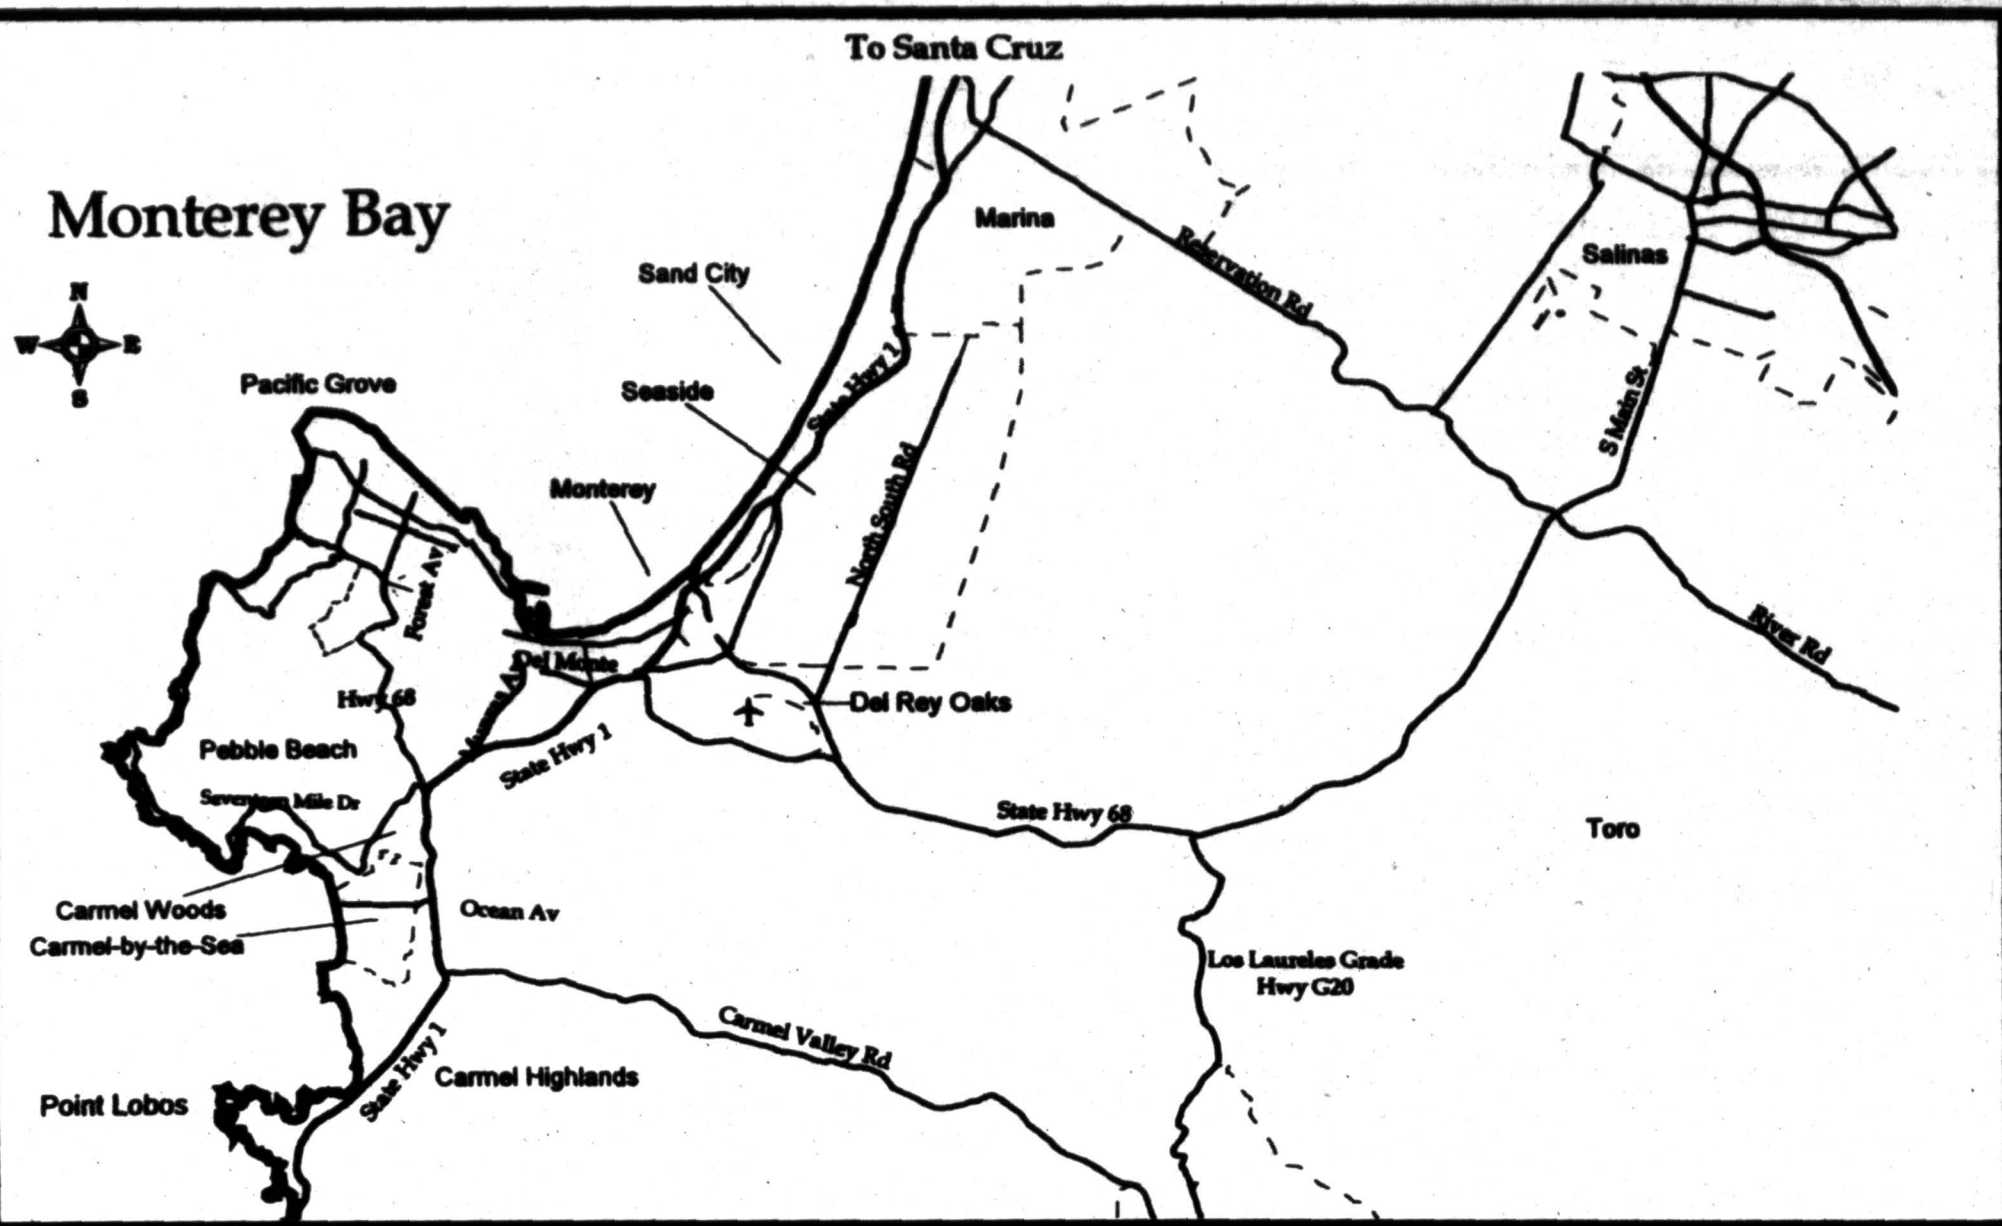 To Santa Cruz
Monterey Bay
Marina
Reservation Rd
Salinas
Sand City
N
W E
S
Pacific Grove
Seaside
State Hwy 1
S Main St
Monterey
North South Rd
Forest Av
River Rd
Del Monte
Hwy 68
Del Rey Oaks
Pebble Beach
State Hwy 1
Seventeen Mile Dr
State Hwy 68
Toro
Carmel Woods
Ocean Av
Carmel-by-the-Sea
Los Laureles Grade
Hwy G20
Carmel Valley Rd
State Hwy 1
Carmel Highlands
Point Lobos